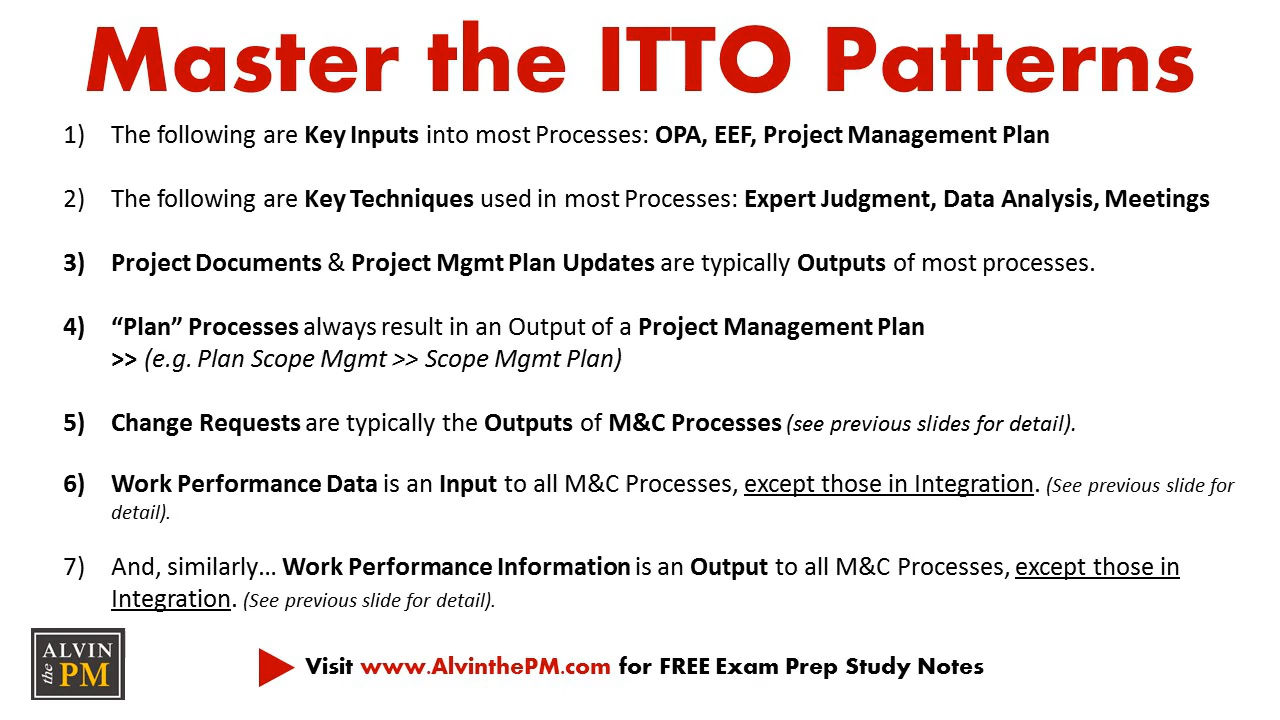 Master the ITTO Patterns
1) The following are Key Inputs into most Processes: OPA, EEF, Project Management Plan
2) The following are Key Techniques used in most Processes: Expert Judgment, Data Analysis, Meetings
3) Project Documents & Project Mgmt Plan Updates are typically Outputs of most processes.
4) “Plan” Processes always result in an Output of a Project Management Plan
>> (e.g. Plan Scope Mgmt >> Scope Mgmt Plan)
5) Change Requests are typically the Outputs of M&C Processes (see previous slides for detail).
6) Work Performance Data is an Input to all M&C Processes, except those in Integration. (See previous slide for
detail).
7) And, similarly... Work Performance Information is an Output to all M&C Processes, except those in
Integration. (See previous slide for detail).
ALVIN
the PM
Visit www.AlvinthePM.com for FREE Exam Prep Study Notes